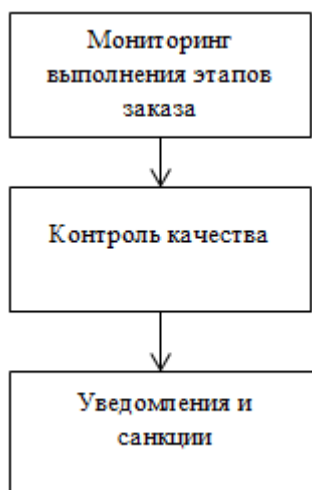 Мониторинг
выполнения этапов
заказа
Контроль качества
Уведомления и
санкции